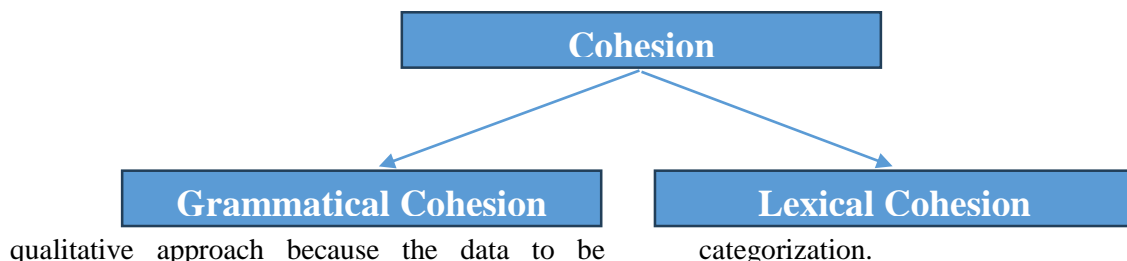 Cohesion
Grammatical Cohesion
Lexical Cohesion
qualitative approach because the data to be
categorization.